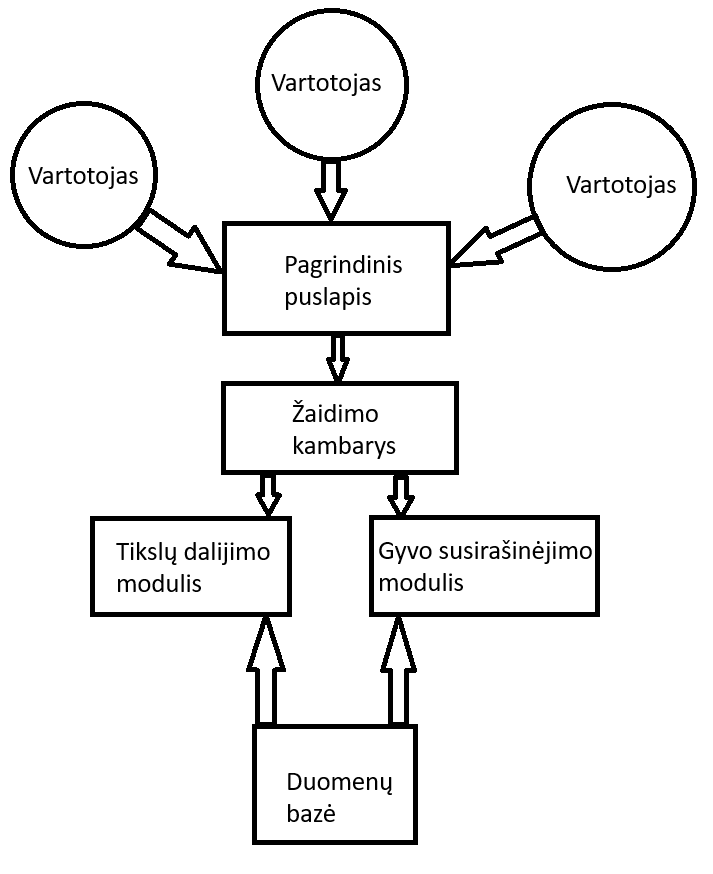 Vartotojas
Vartotojas
Vartotojas
Pagrindinis
puslapis
Žaidimo
kambarys
Tikslų dalijimo
modulis
Gyvo susirašinėjimo
modulis
Duomenų
bazė